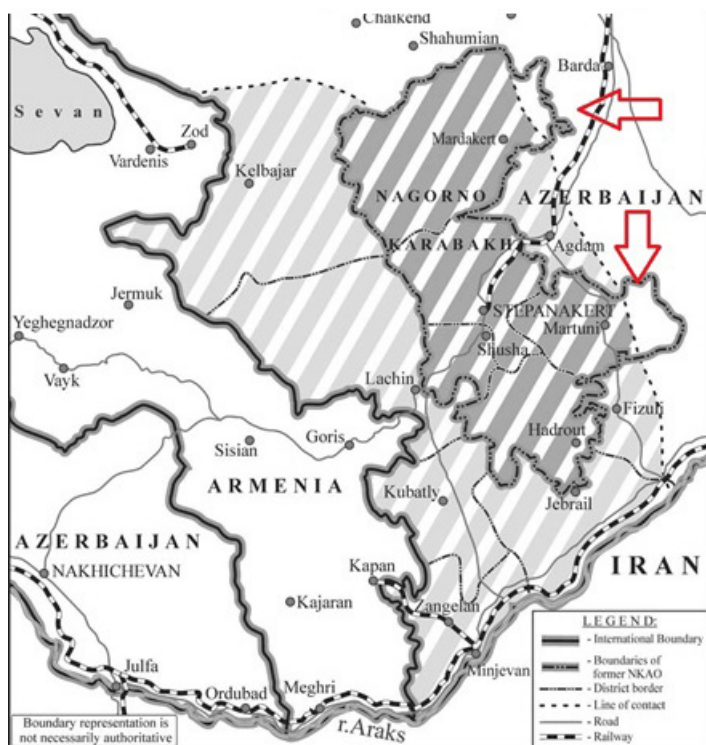 Chaikend
Shahumian
Barda
Sevan
Zod
Vardenis
Mardakert
Kelbajar
NAGORNO
AZERBAIJAN
KARABAKH
Agdam
Jermuk
STEPANAKERT
Martuni
Yeghegnadzor
Shusha
Vayk
Lachin
Fizuli
Hadrout
Sisian
Goris
ARMENIA
Kubatly
Jebrail
AZERBAIJAN
IRAN
NAKHICHEVAN
Kapan
Kajaran
Zangelan
LEGEND:
- International Boundary
- Boundaries of
former NKAO
- District border
- Line of contact
- Road
- Railway
Minjevan
Julfa
Ordubad
Meghri
r.Araks
Boundary representation is
not necessarily authoritative